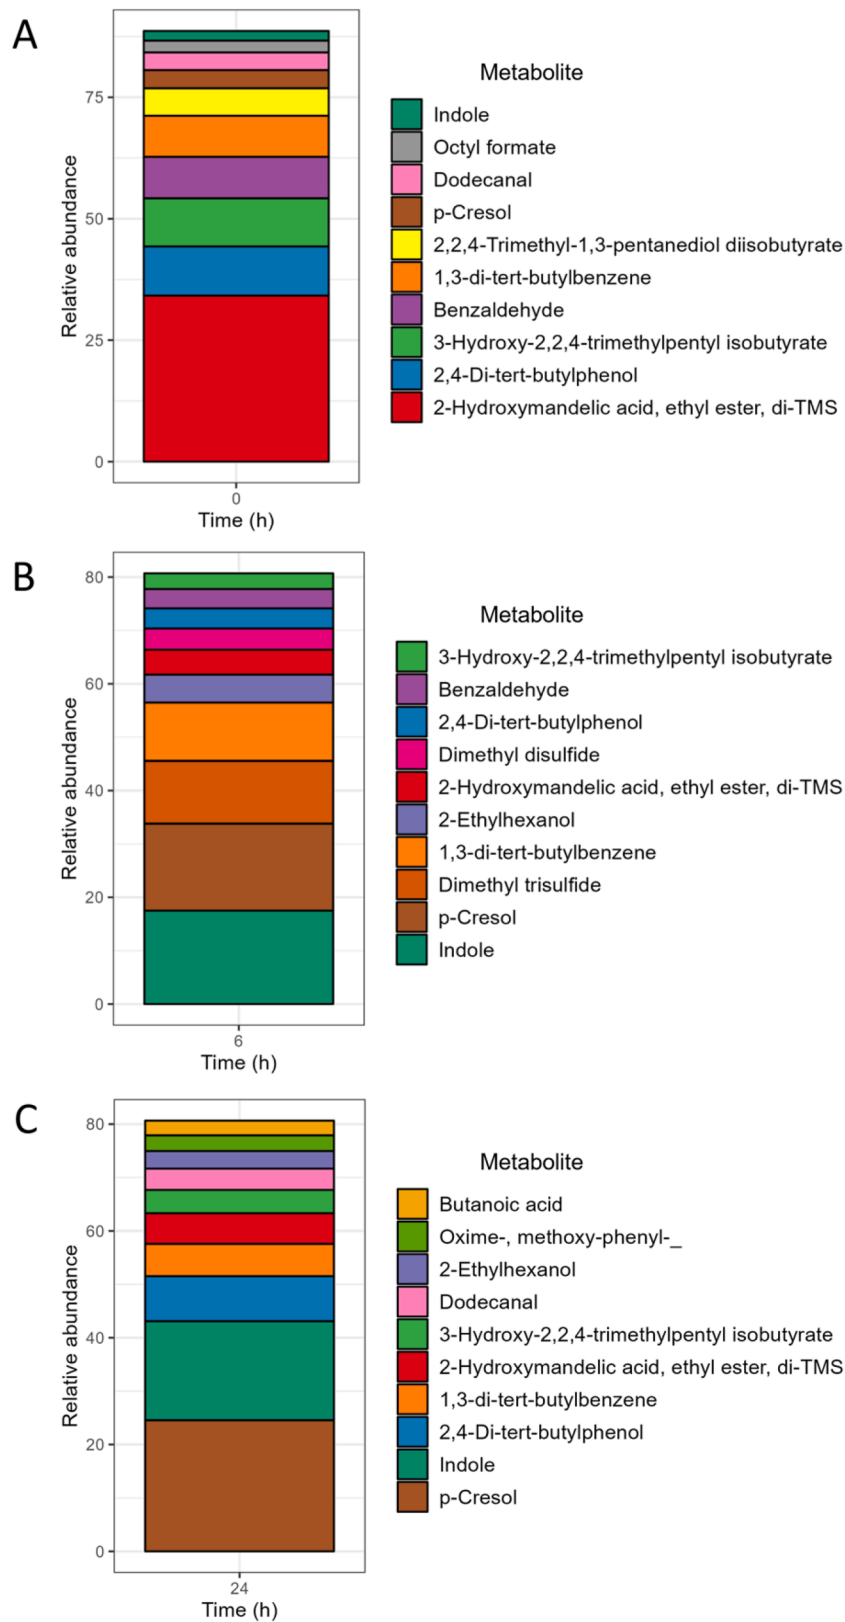 A
Metabolite
Relative abundance
75
50
25
0
0
Time (h)
Indole
Octyl formate
Dodecanal
p-Cresol
2,2,4-Trimethyl-1,3-pentanediol diisobutyrate
1,3-di-tert-butylbenzene
Benzaldehyde
3-Hydroxy-2,2,4-trimethylpentyl isobutyrate
2,4-Di-tert-butylphenol
2-Hydroxymandelic acid, ethyl ester, di-TMS
B
Metabolite
Relative abundance
80
60
40
20
0
6
Time (h)
3-Hydroxy-2,2,4-trimethylpentyl isobutyrate
Benzaldehyde
2,4-Di-tert-butylphenol
Dimethyl disulfide
2-Hydroxymandelic acid, ethyl ester, di-TMS
2-Ethylhexanol
1,3-di-tert-butylbenzene
Dimethyl trisulfide
p-Cresol
Indole
C
Metabolite
Relative abundance
80
60
40
20
0
24
Time (h)
Butanoic acid
Oxime-, methoxy-phenyl-_
2-Ethylhexanol
Dodecanal
3-Hydroxy-2,2,4-trimethylpentyl isobutyrate
2-Hydroxymandelic acid, ethyl ester, di-TMS
1,3-di-tert-butylbenzene
2,4-Di-tert-butylphenol
Indole
p-Cresol